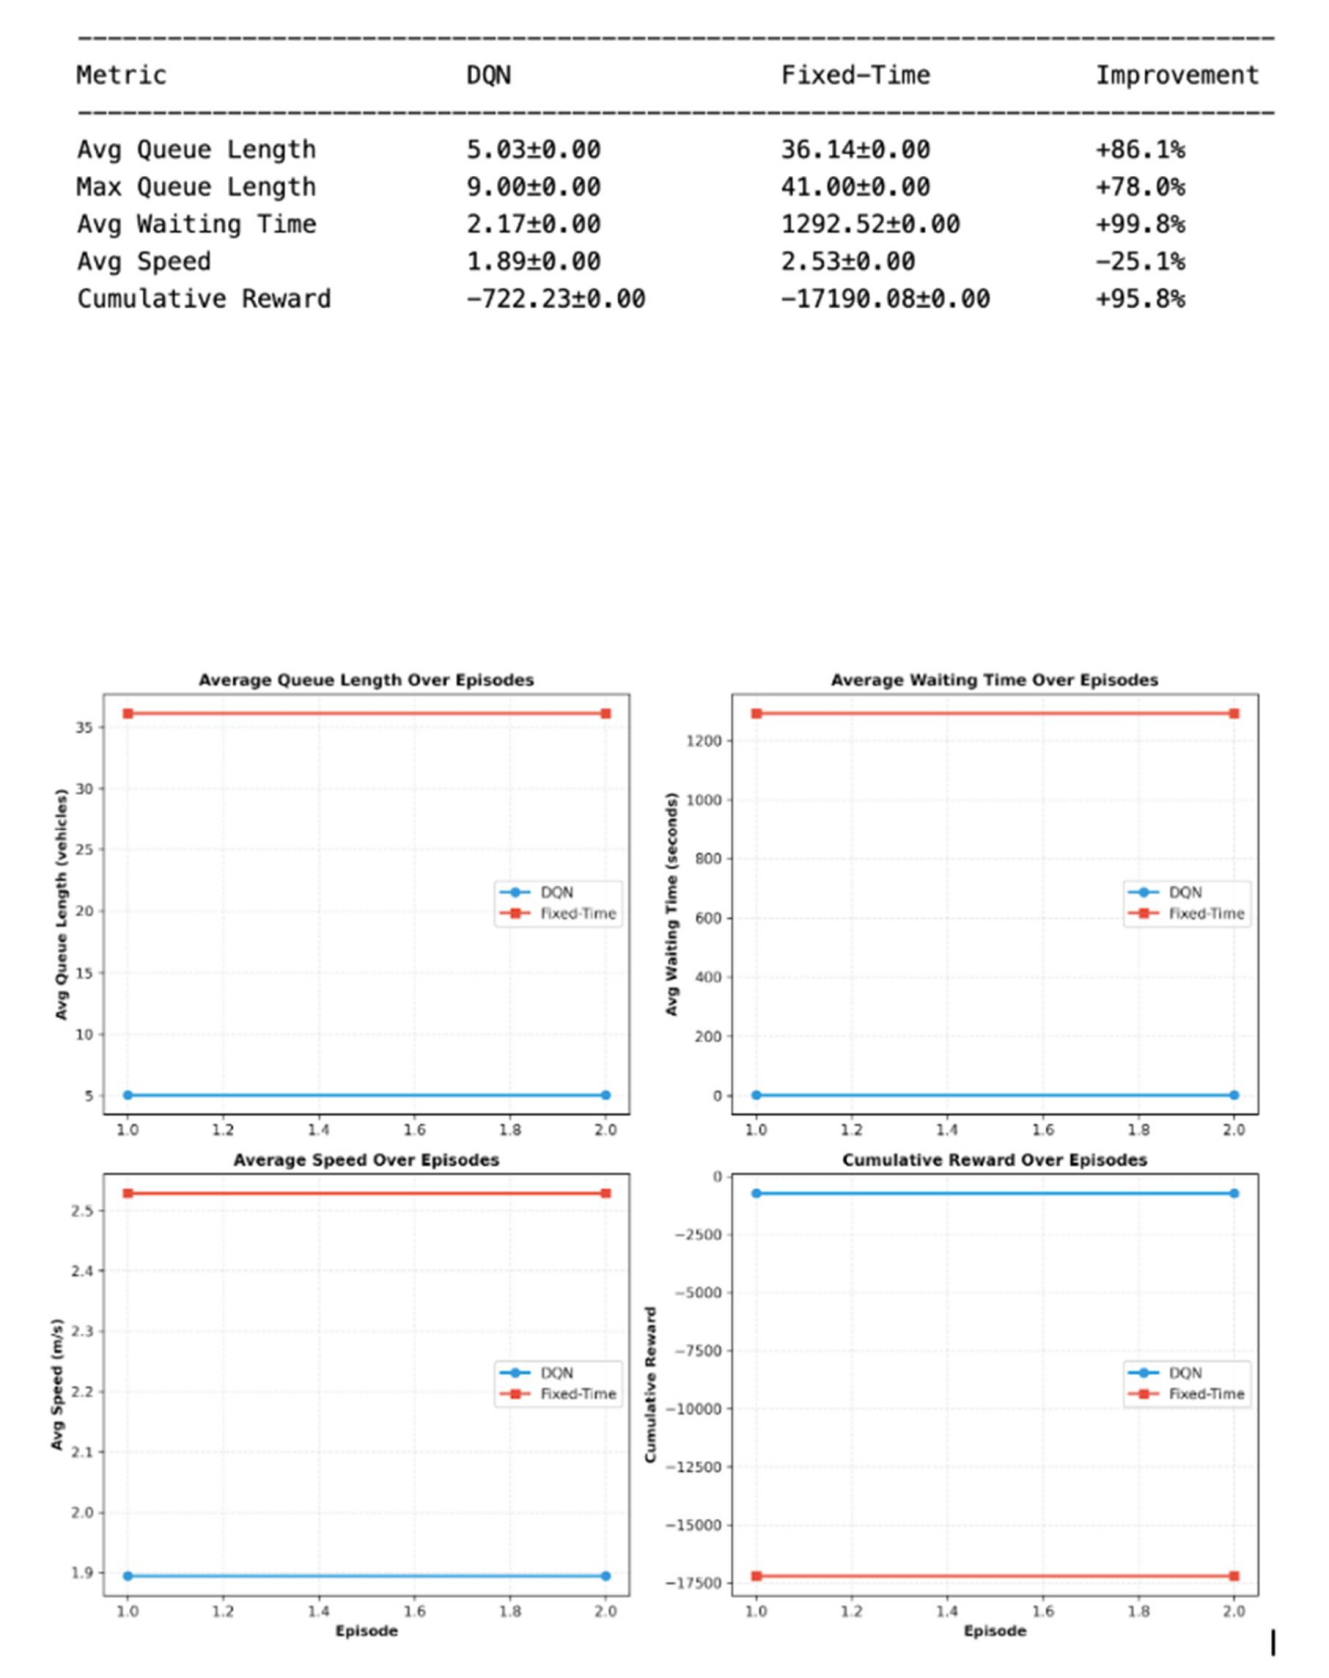 Metric DQN Fixed-Time Improvement
Avg Queue Length 5.03±0.00 36.14±0.00 +86.1%
Max Queue Length 9.00±0.00 41.00±0.00 +78.0%
Avg Waiting Time 2.17±0.00 1292.52±0.00 +99.8%
Avg Speed 1.89±0.00 2.53±0.00 -25.1%
Cumulative Reward -722.23±0.00 -17190.08±0.00 +95.8%
Average Queue Length Over Episodes
Avg Queue Length (vehicles)
35
30
25
20
15
10
5
DQN
Fixed-Time
1.0 1.2 1.4 1.6 1.8 2.0
Average Waiting Time Over Episodes
Avg Waiting Time (seconds)
1200
1000
800
600
400
200
0
DQN
Fixed-Time
1.0 1.2 1.4 1.6 1.8 2.0
Average Speed Over Episodes
Avg Speed (m/s)
2.5
2.4
2.3
2.2
2.1
2.0
1.9
DQN
Fixed-Time
1.0 1.2 1.4 1.6 1.8 2.0
Episode
Cumulative Reward Over Episodes
Cumulative Reward
0
−2500
−5000
−7500
−10000
−12500
−15000
−17500
DQN
Fixed-Time
1.0 1.2 1.4 1.6 1.8 2.0
Episode